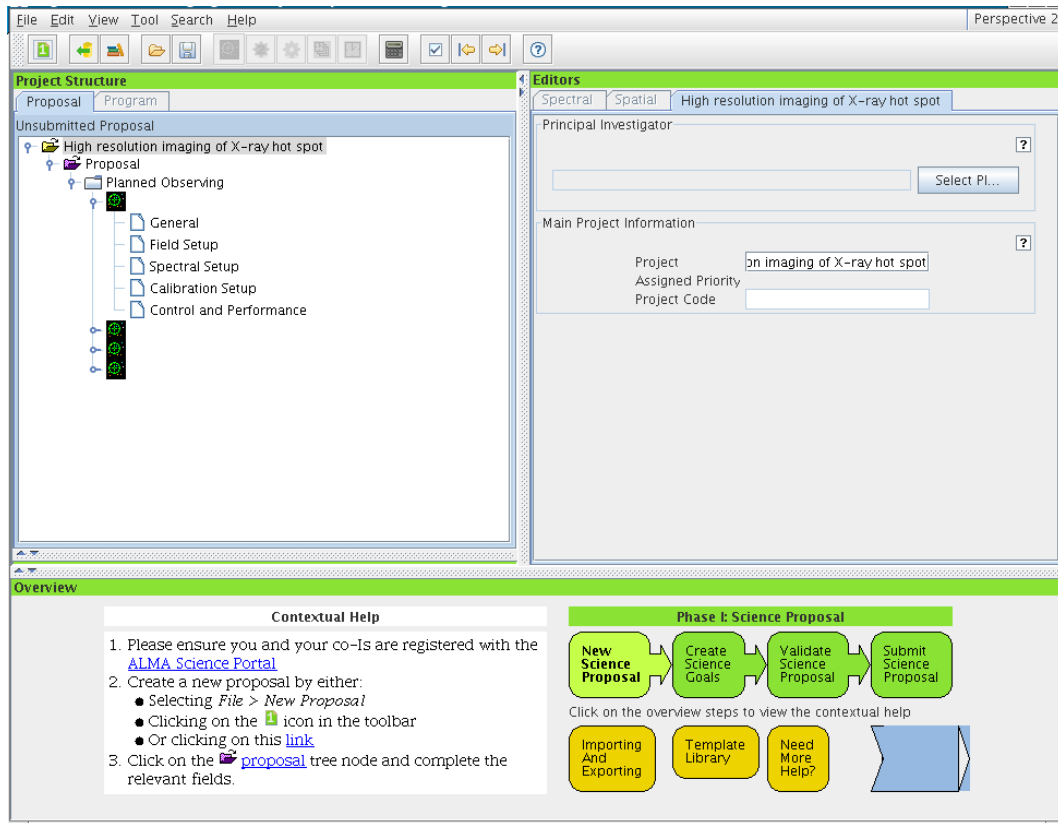 File Edit View Tool Search Help
Perspective 2
1
?
Project Structure
Proposal Program
Unsubmitted Proposal
High resolution imaging of X-ray hot spot
Proposal
Planned Observing
General
Field Setup
Spectral Setup
Calibration Setup
Control and Performance
Editors
Spectral Spatial High resolution imaging of X-ray hot spot
Principal Investigator
?
Select PI...
Main Project Information
?
Project on imaging of X-ray hot spot
Assigned Priority
Project Code
Overview
Contextual Help
1. Please ensure you and your co-Is are registered with the
ALMA Science Portal
2. Create a new proposal by either:
● Selecting File > New Proposal
● Clicking on the 1 icon in the toolbar
● Or clicking on this link
3. Click on the proposal tree node and complete the
relevant fields.
Phase I: Science Proposal
New
Science
Proposal
Create
Science
Goals
Validate
Science
Proposal
Submit
Science
Proposal
Click on the overview steps to view the contextual help
Importing
And
Exporting
Template
Library
Need
More
Help?